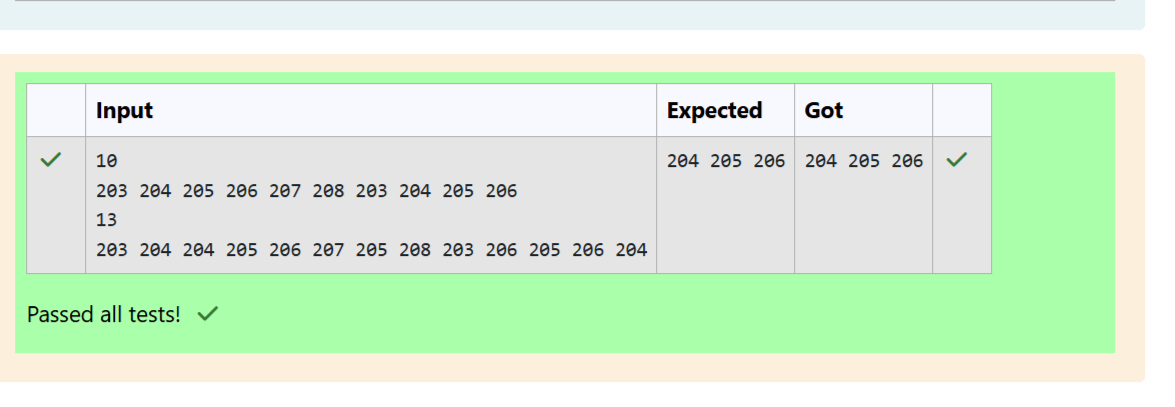 Input Expected Got
10 204 205 206 204 205 206
203 204 205 206 207 208 203 204 205 206
13
203 204 204 205 206 207 205 208 203 206 205 206 204
Passed all tests!